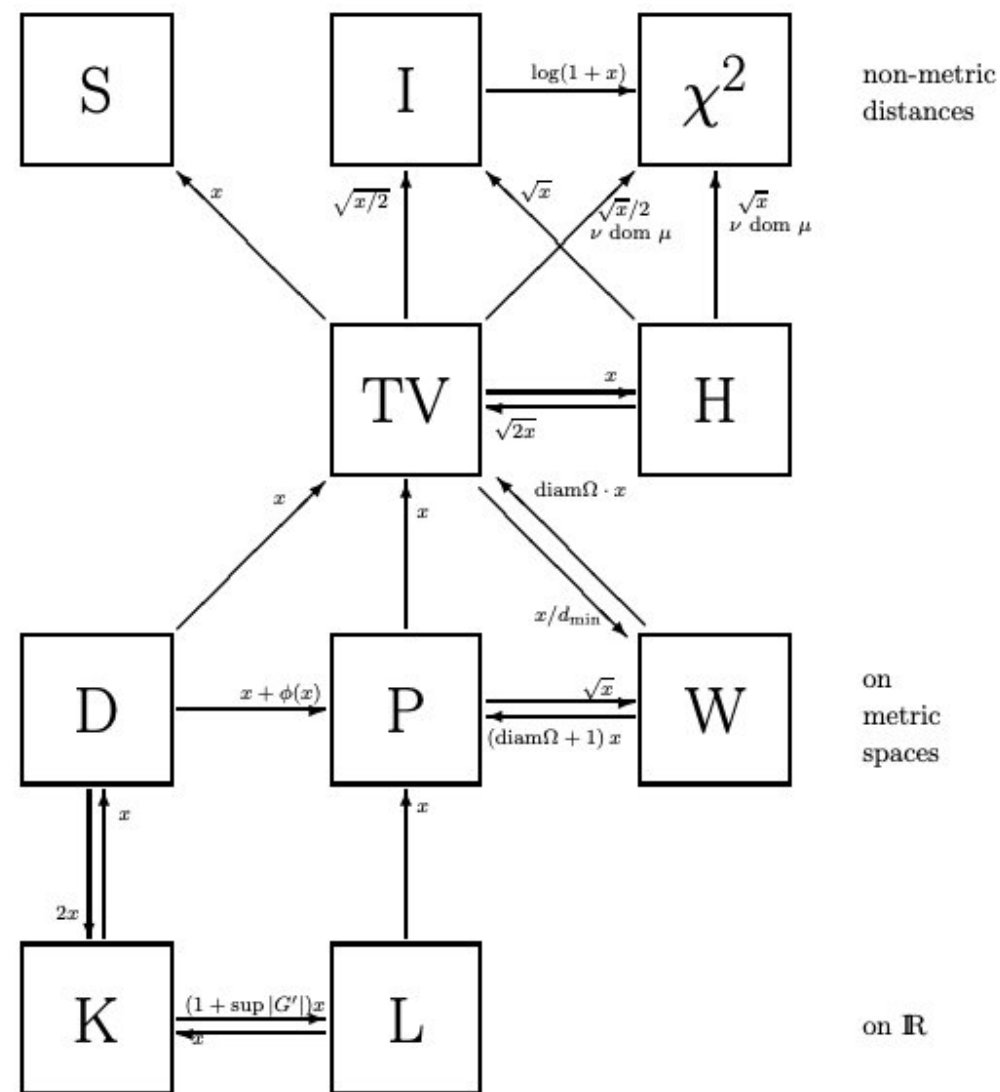 S
I
log(1 + x)
χ²
non-metric
distances
x
√x/2
√x
√x/2
ν dom μ
√x
ν dom μ
TV
x
√2x
H
x
x
diamΩ · x
x/d_min
D
x + φ(x)
P
√x
(diamΩ + 1) x
W
on
metric
spaces
x
x
2x
K
(1 + sup |G′|)x
x
L
on ℝ